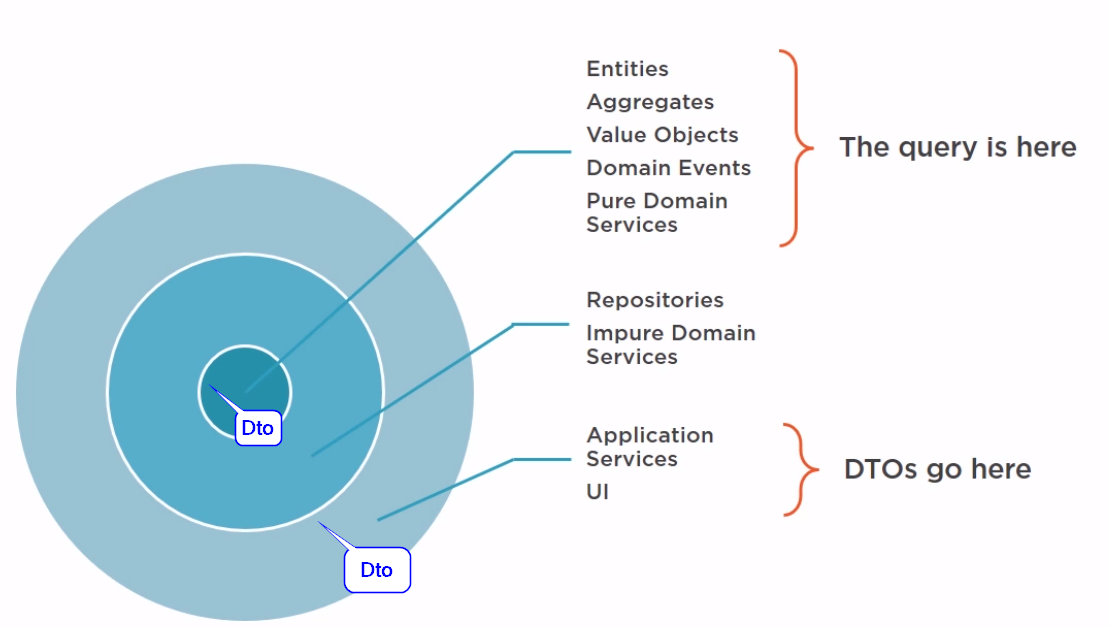 Entities
Aggregates
Value Objects
Domain Events
Pure Domain
Services
The query is here
Repositories
Impure Domain
Services
Application
Services
UI
DTOs go here
Dto
Dto